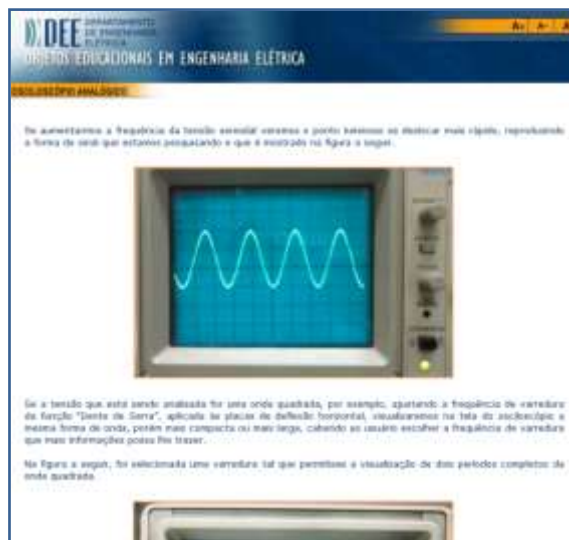 DEE DEPARTAMENTO
DE ENGENHARIA
ELÉTRICA
OBJETOS EDUCACIONAIS EM ENGENHARIA ELÉTRICA
A+ A- A
OSCILOSCÓPIO ANALÓGICO
Se aumentarmos a frequência da tensão senoidal veremos o ponto luminoso se deslocar mais rápido, reproduzindo
a forma de sinal que estamos pesquisando e que é mostrado na figura a seguir.
Se a tensão que está sendo analisada for uma onda quadrada, por exemplo, ajustando a frequência de varredura
da função "Dente de Serra", aplicada às placas de deflexão horizontal, visualizaremos na tela do osciloscópio a
mesma forma de onda, porém mais compacta ou mais larga, cabendo ao usuário escolher a frequência de varredura
que mais informações possa lhe trazer.
Na figura a seguir, foi selecionada uma varredura tal que permitisse a visualização de dois períodos completos da
onda quadrada.